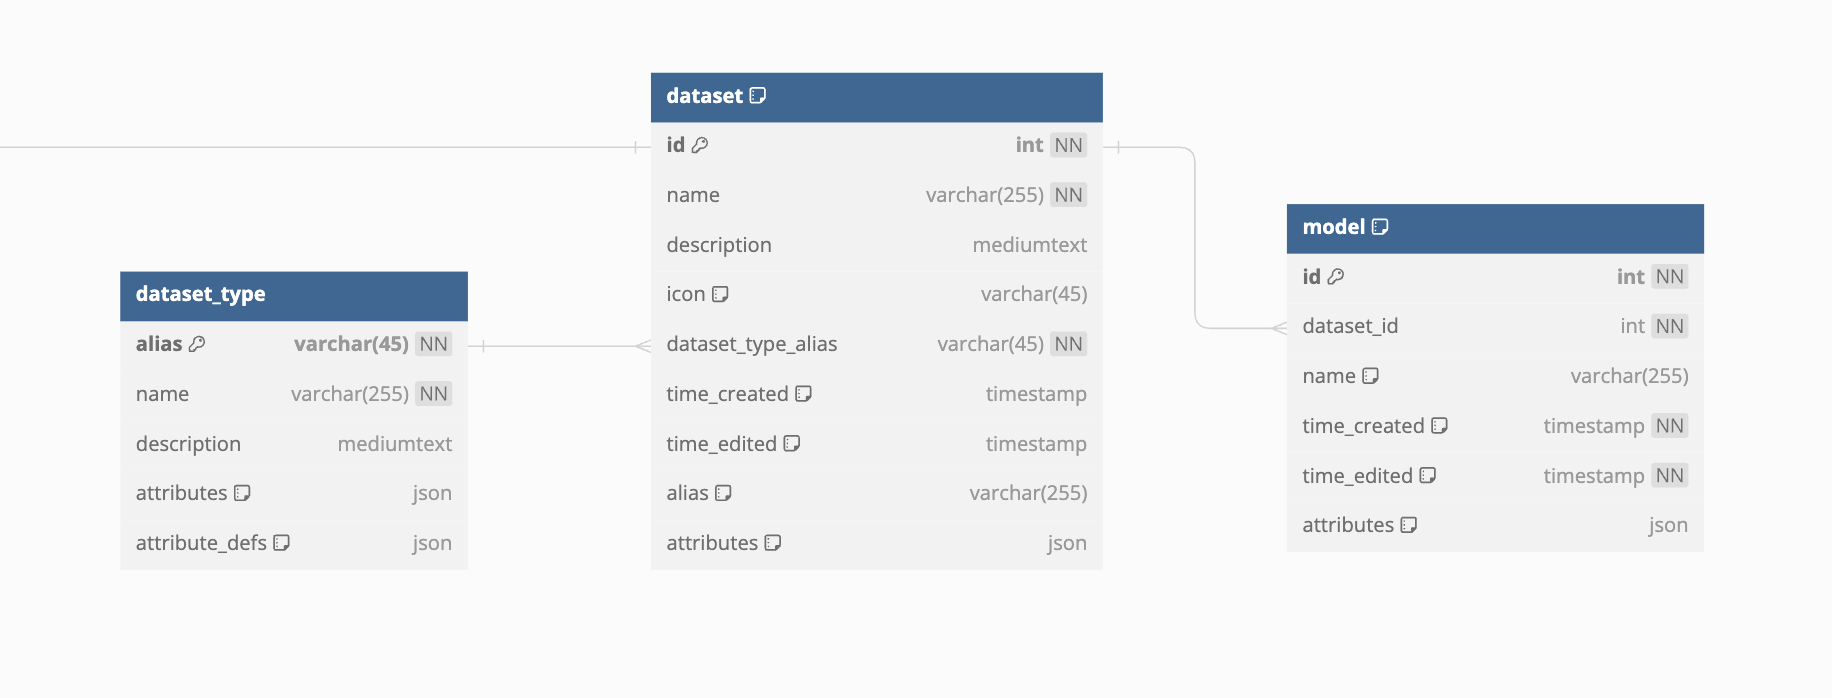 dataset
id int NN
name varchar(255) NN
description mediumtext
icon varchar(45)
dataset_type_alias varchar(45) NN
time_created timestamp
time_edited timestamp
alias varchar(255)
attributes json
dataset_type
alias varchar(45) NN
name varchar(255) NN
description mediumtext
attributes json
attribute_defs json
model
id int NN
dataset_id int NN
name varchar(255)
time_created timestamp NN
time_edited timestamp NN
attributes json